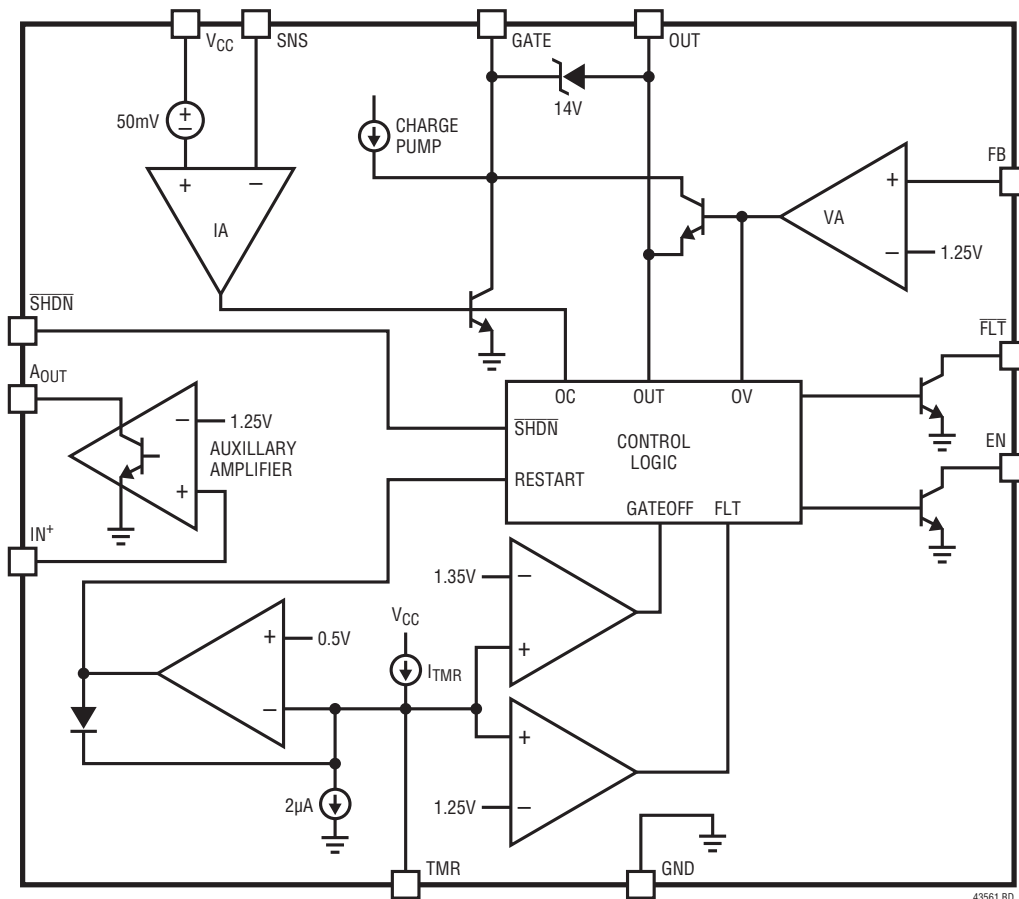 VCC
SNS
GATE
OUT
14V
50mV
+
−
CHARGE
PUMP
FB
+
−
IA
+
VA
−
1.25V
SHDN
FLT
AOUT
OC
OUT
OV
−
1.25V
AUXILLARY
AMPLIFIER
+
SHDN
CONTROL
LOGIC
RESTART
EN
GATEOFF
FLT
IN+
1.35V
−
+
VCC
ITMR
+
0.5V
−
+
2µA
1.25V
−
TMR
GND
43561 BD